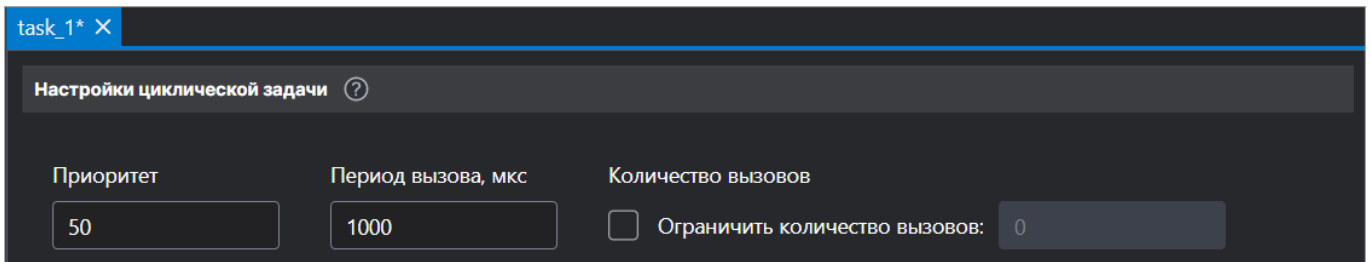 task_1* ×
Настройки циклической задачи ?
Приоритет Период вызова, мкс Количество вызовов
50 1000 Ограничить количество вызовов: 0